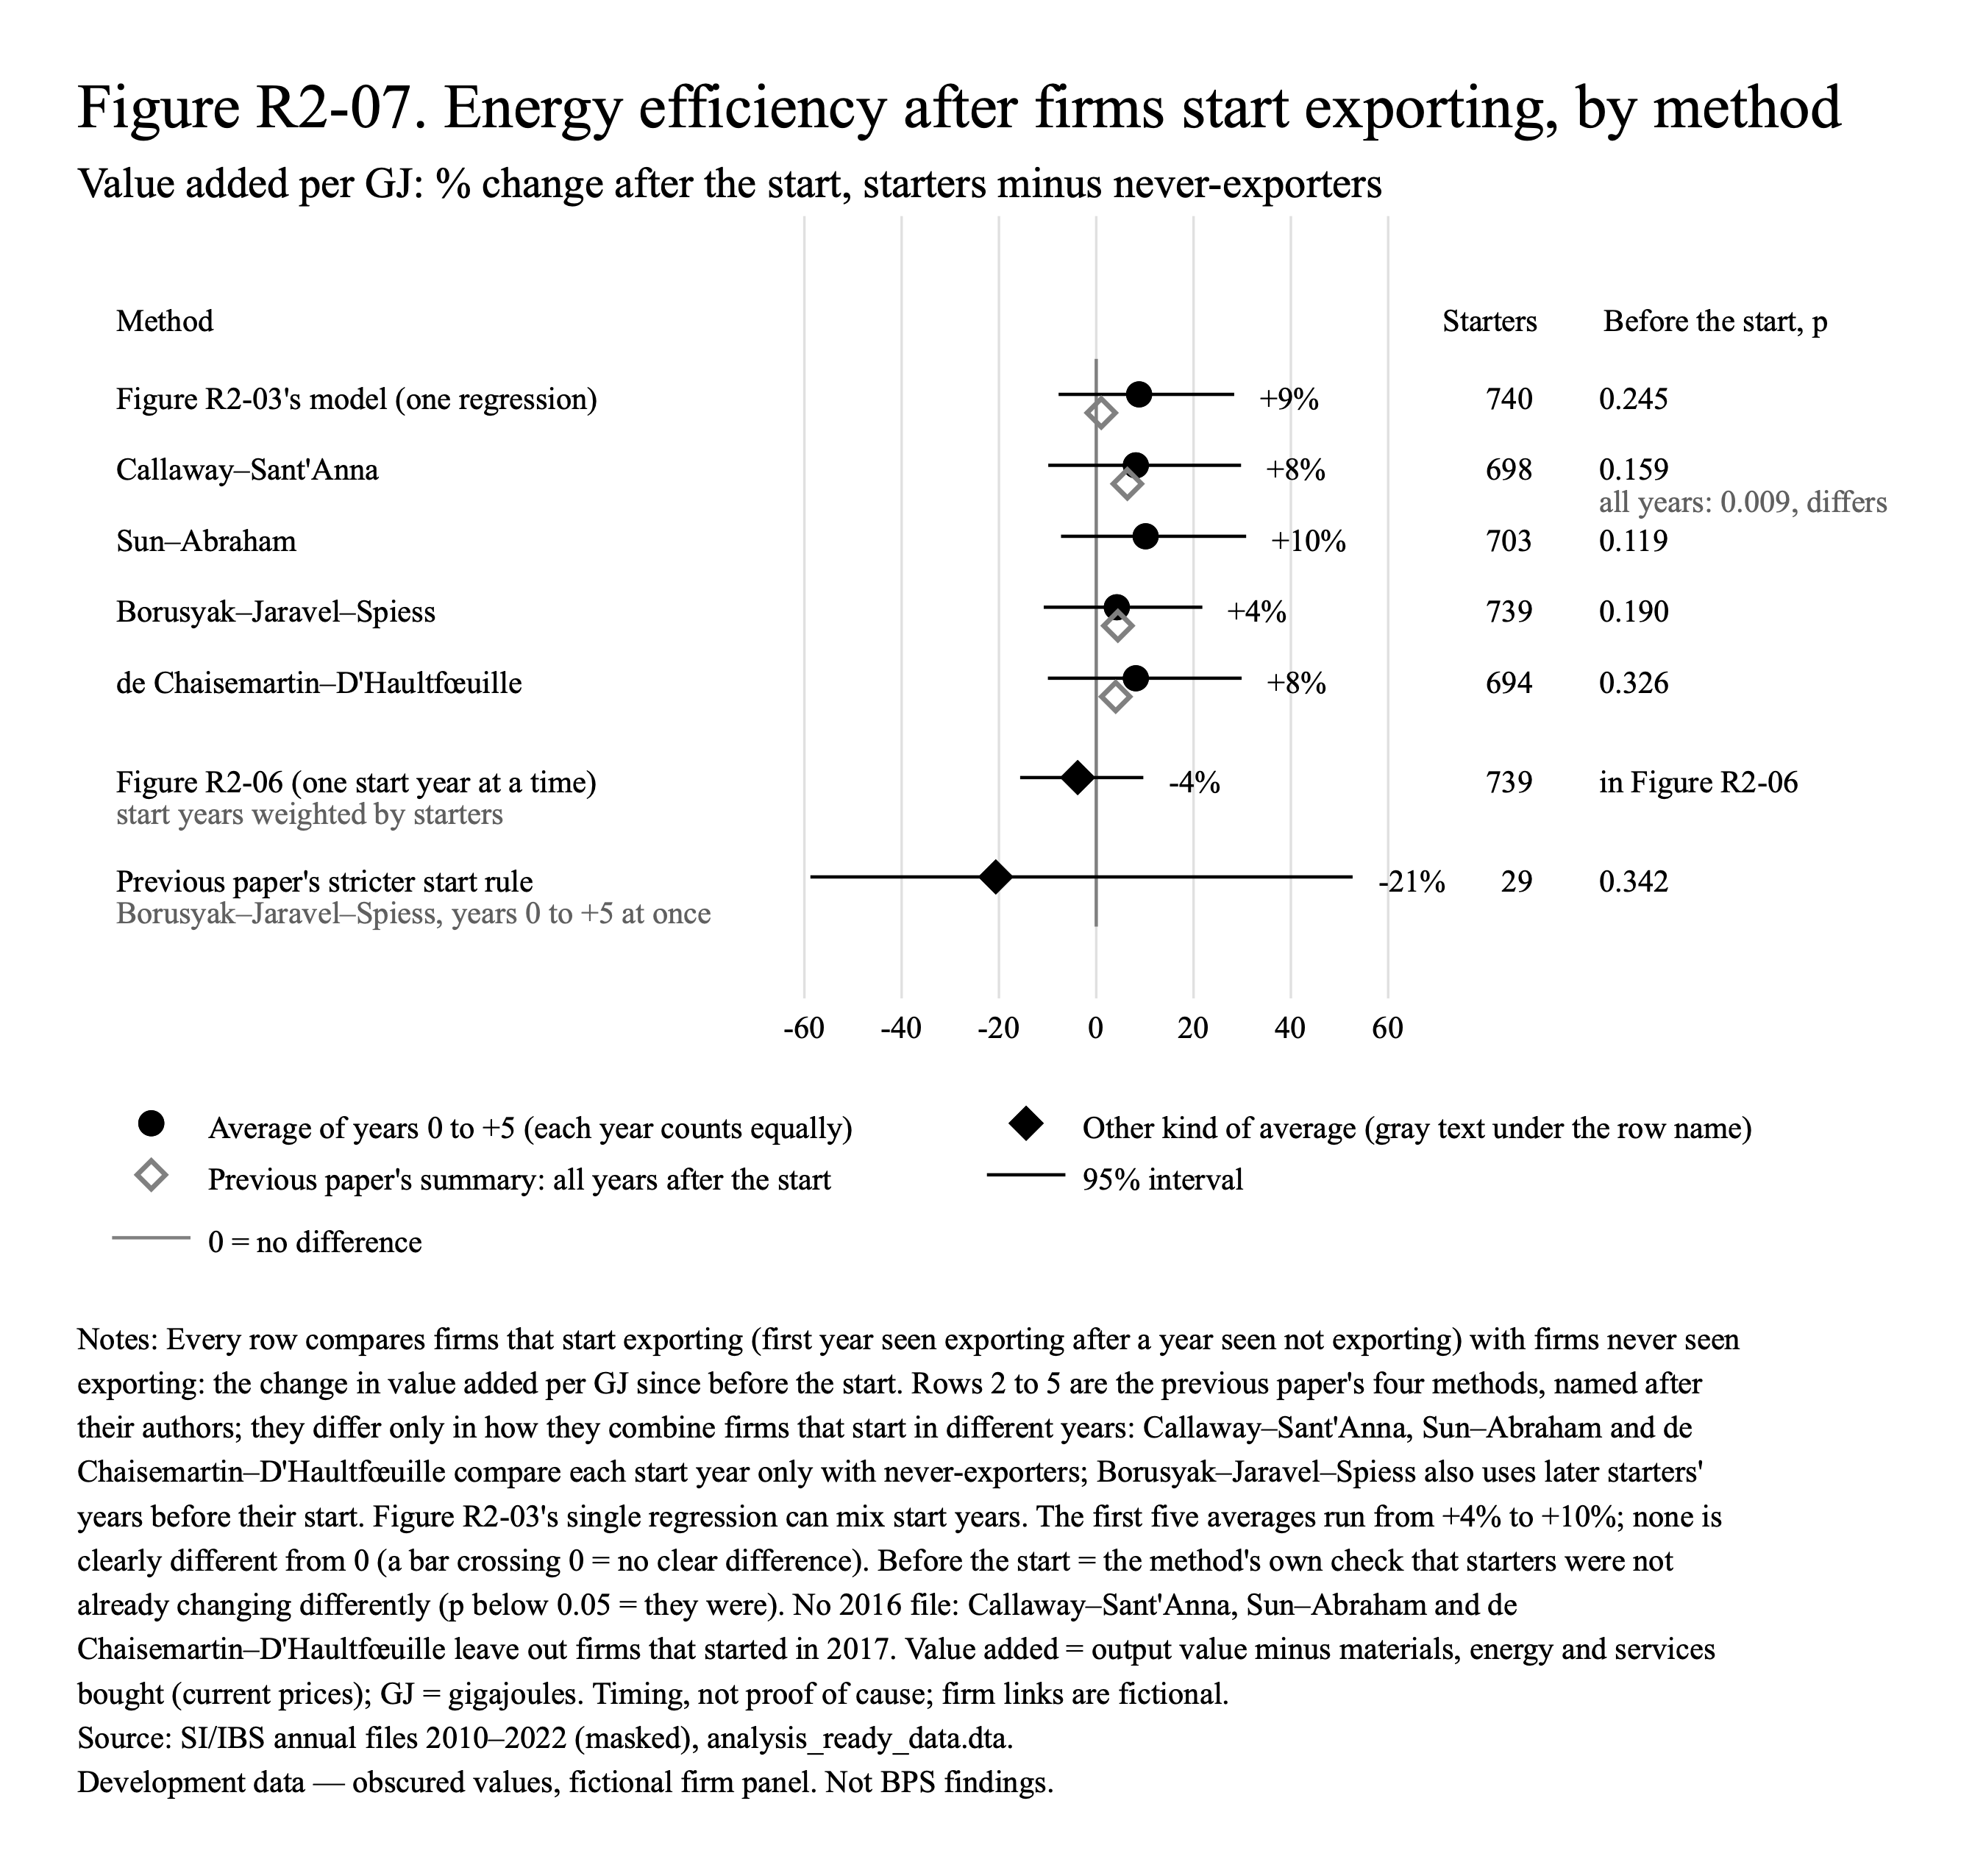 Figure R2-07. Energy efficiency after firms start exporting, by method
Value added per GJ: % change after the start, starters minus never-exporters
Method Starters Before the start, p
Figure R2-03's model (one regression) +9% 740 0.245
Callaway–Sant'Anna +8% 698 0.159
all years: 0.009, differs
Sun–Abraham +10% 703 0.119
Borusyak–Jaravel–Spiess +4% 739 0.190
de Chaisemartin–D'Haultfœuille +8% 694 0.326
Figure R2-06 (one start year at a time) -4% 739 in Figure R2-06
start years weighted by starters
Previous paper's stricter start rule -21% 29 0.342
Borusyak–Jaravel–Spiess, years 0 to +5 at once
-60 -40 -20 0 20 40 60
Average of years 0 to +5 (each year counts equally) Other kind of average (gray text under the row name)
Previous paper's summary: all years after the start 95% interval
0 = no difference
Notes: Every row compares firms that start exporting (first year seen exporting after a year seen not exporting) with firms never seen
exporting: the change in value added per GJ since before the start. Rows 2 to 5 are the previous paper's four methods, named after
their authors; they differ only in how they combine firms that start in different years: Callaway–Sant'Anna, Sun–Abraham and de
Chaisemartin–D'Haultfœuille compare each start year only with never-exporters; Borusyak–Jaravel–Spiess also uses later starters'
years before their start. Figure R2-03's single regression can mix start years. The first five averages run from +4% to +10%; none is
clearly different from 0 (a bar crossing 0 = no clear difference). Before the start = the method's own check that starters were not
already changing differently (p below 0.05 = they were). No 2016 file: Callaway–Sant'Anna, Sun–Abraham and de
Chaisemartin–D'Haultfœuille leave out firms that started in 2017. Value added = output value minus materials, energy and services
bought (current prices); GJ = gigajoules. Timing, not proof of cause; firm links are fictional.
Source: SI/IBS annual files 2010–2022 (masked), analysis_ready_data.dta.
Development data — obscured values, fictional firm panel. Not BPS findings.